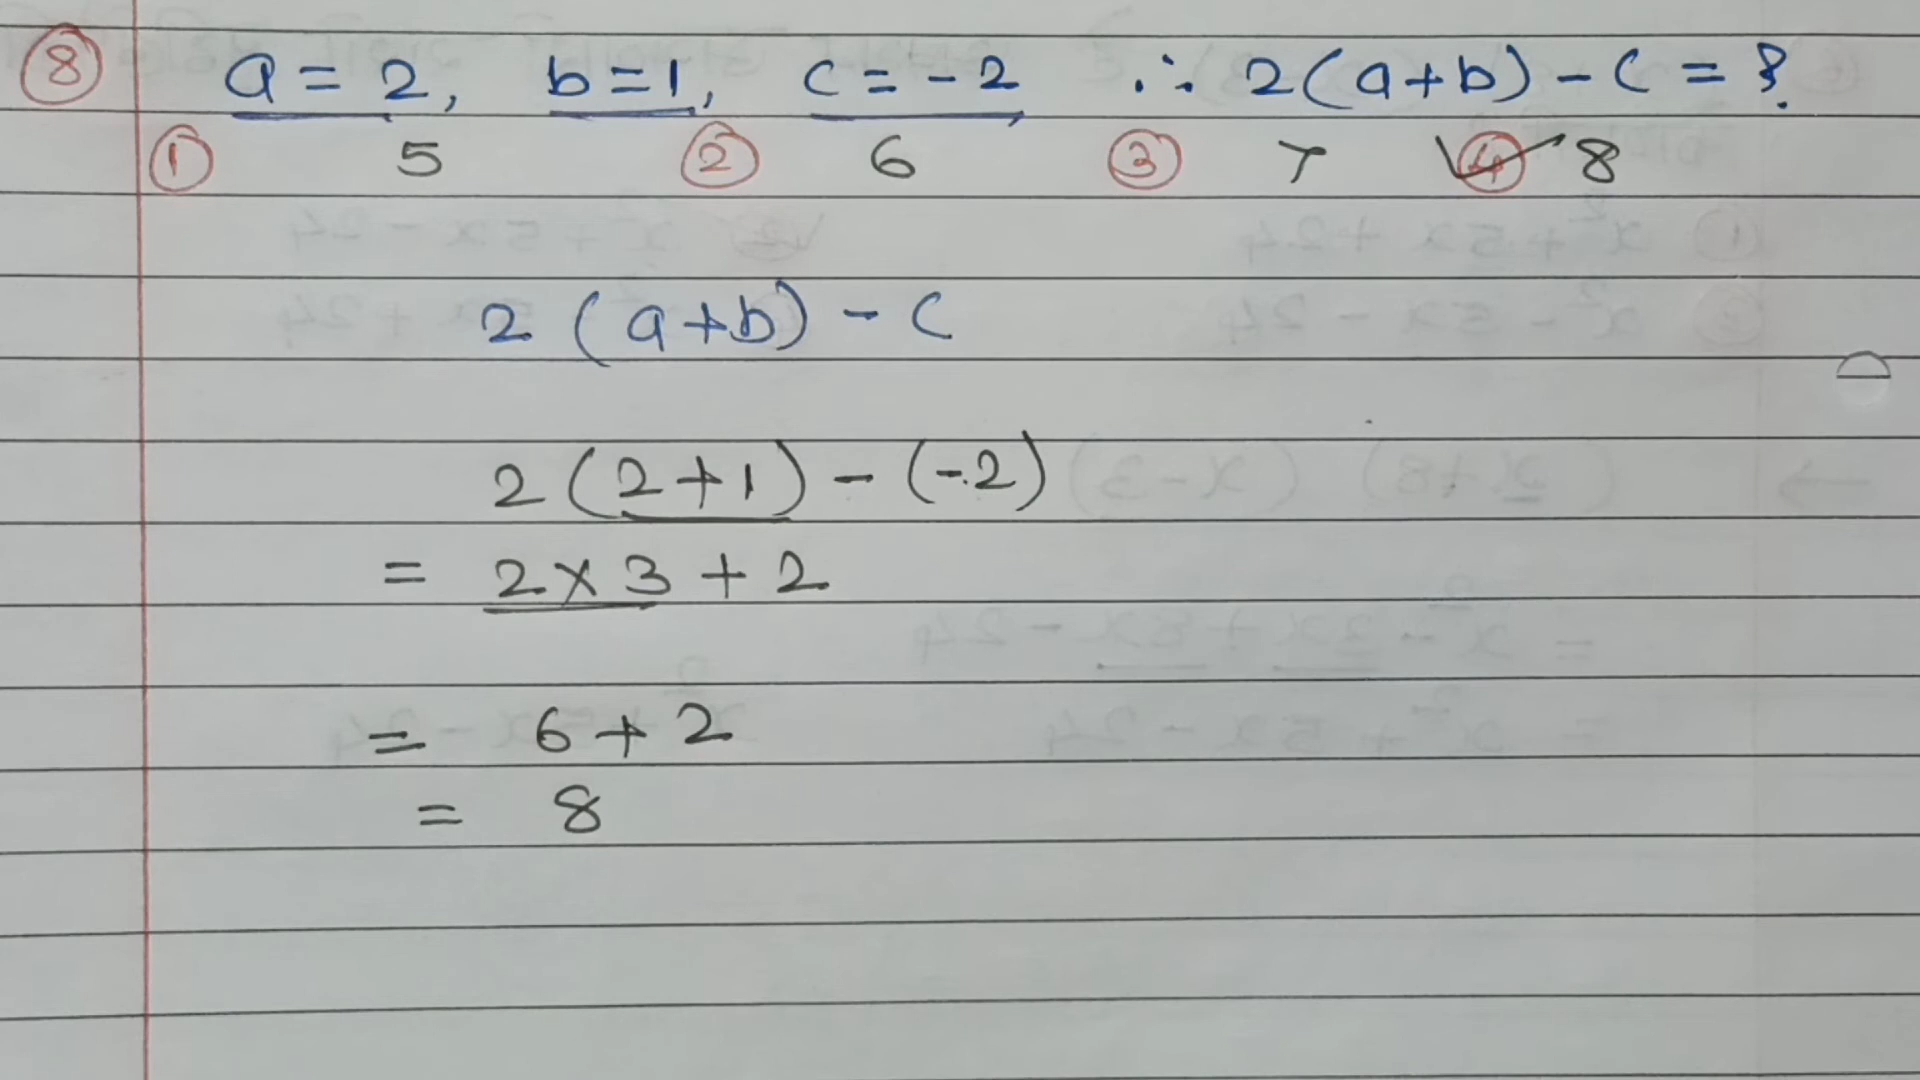 ⑧ a = 2, b = 1, c = -2 ∴ 2(a+b) - c = ?
① 5 ② 6 ③ 7 ④ 8
2 (a+b) - c
2 (2+1) - (-2)
= 2 × 3 + 2
= 6 + 2
= 8